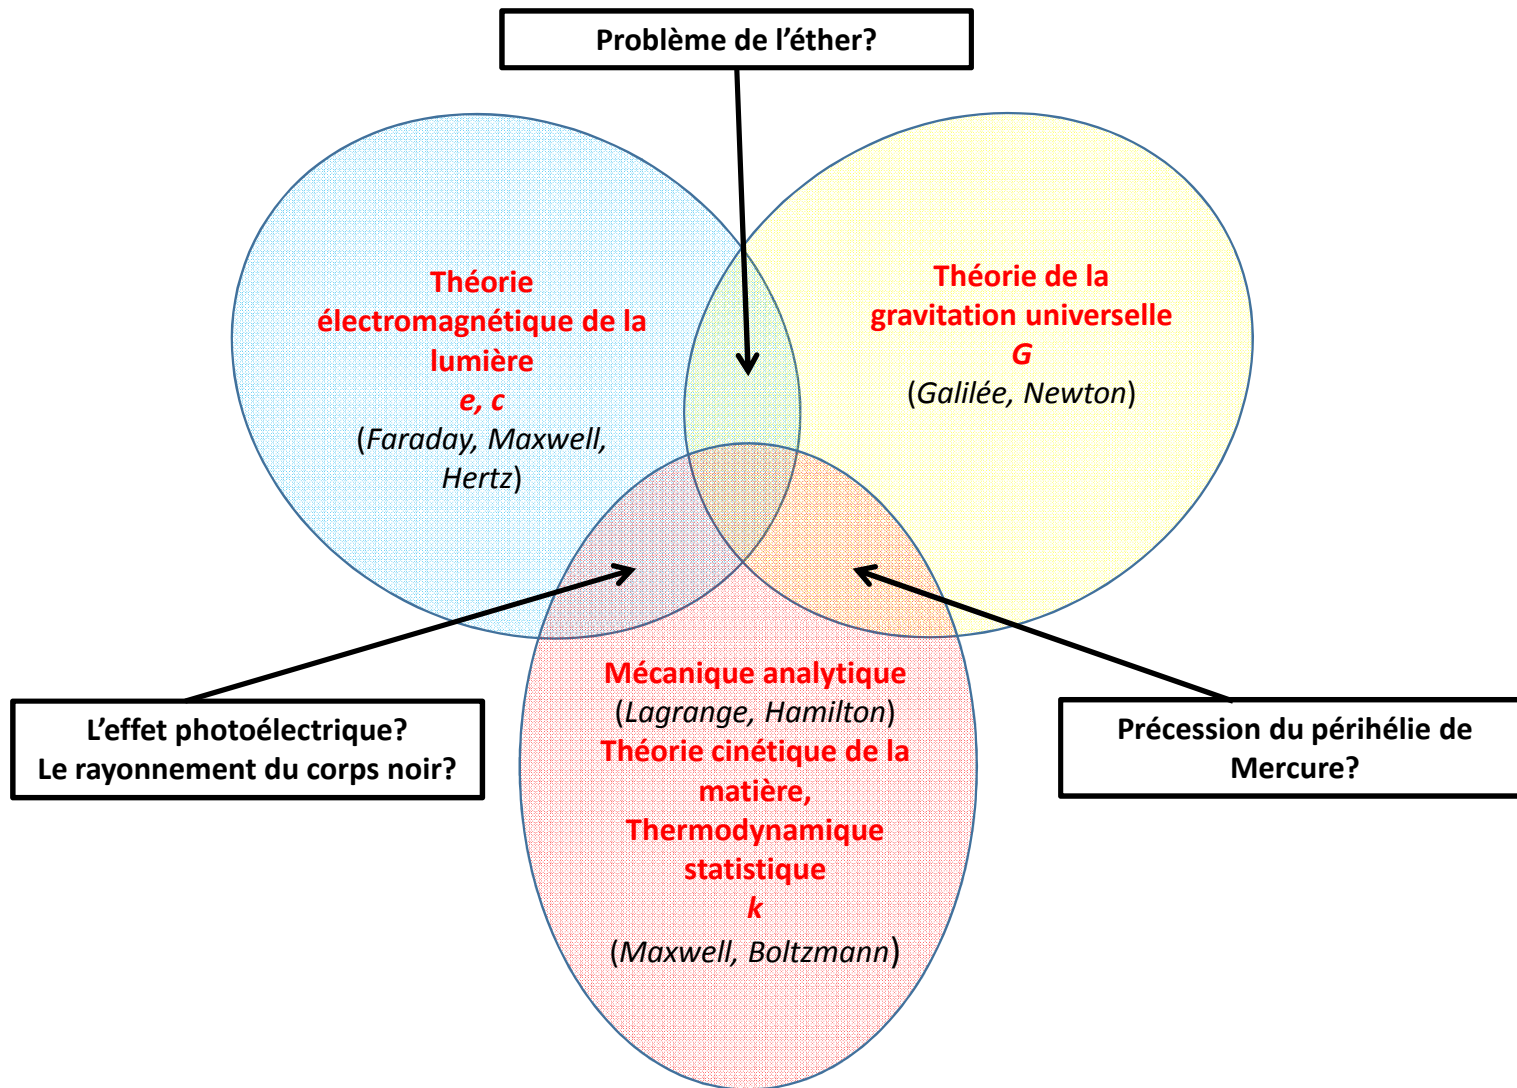 Problème de l’éther?
Théorie
électromagnétique de la
lumière
e, c
(Faraday, Maxwell,
Hertz)
Théorie de la
gravitation universelle
G
(Galilée, Newton)
Mécanique analytique
(Lagrange, Hamilton)
Théorie cinétique de la
matière,
Thermodynamique
statistique
k
(Maxwell, Boltzmann)
L’effet photoélectrique?
Le rayonnement du corps noir?
Précession du périhélie de
Mercure?